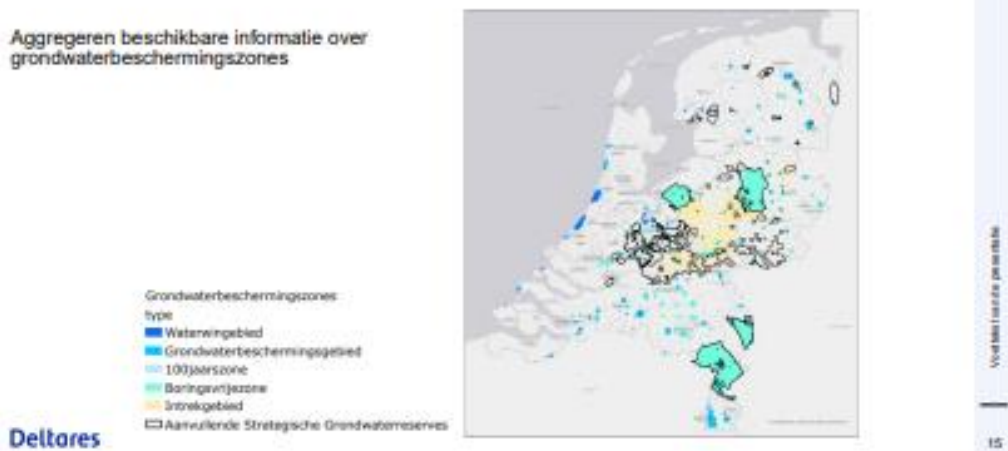 Aggregeren beschikbare informatie over
grondwaterbeschermingszones
Grondwaterbeschermingszones
type
Waterwingebied
Grondwaterbeschermingsgebied
100jaarszone
Boringsvrijezone
Intrekgebied
Aanvullende Strategische Grondwaterreserves
Deltares
15